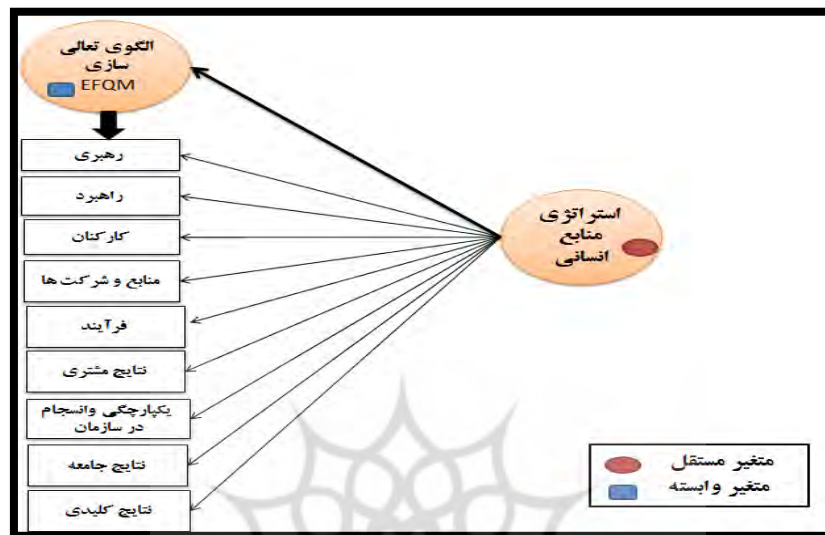 الگوی تعالی
سازی
EFQM
رهبری
راهبرد
کارکنان
منابع و شرکت ها
فرآیند
نتایج مشتری
یکپارچگی وانسجام
در سازمان
نتایج جامعه
نتایج کلیدی
استراتژی
منابع
انسانی
متغیر مستقل
متغیر وابسته